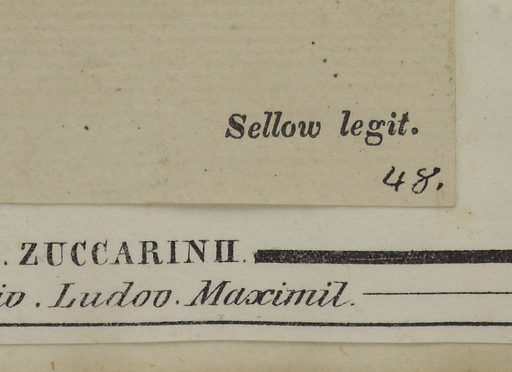 Sellow legit.
48.
. ZUCCARINII.
io. Ludov. Maximil.